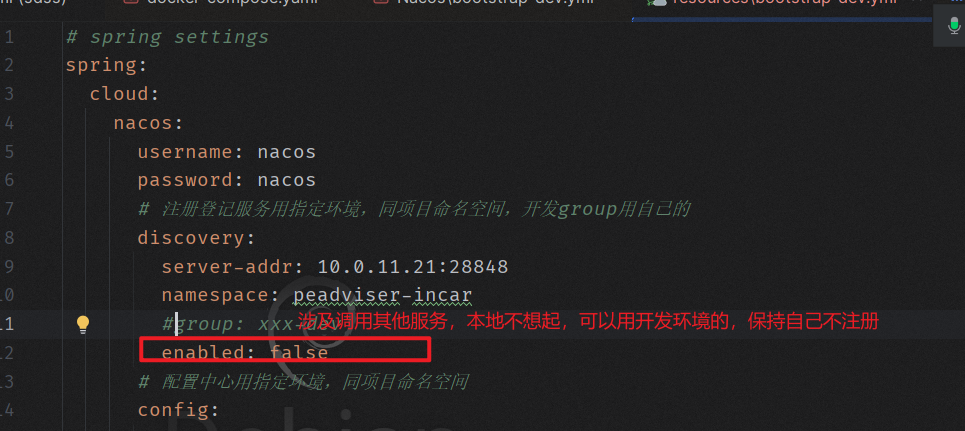 docker-compose.yaml
Nacos\bootstrap-dev.yml
resources\bootstrap-dev.yml
1 # spring settings
2 spring:
3 cloud:
4 nacos:
5 username: nacos
6 password: nacos
7 # 注册登记服务用指定环境，同项目命名空间，开发group用自己的
8 discovery:
9 server-addr: 10.0.11.21:28848
10 namespace: peadviser-incar
11 #group: xxx-dev
涉及调用其他服务，本地不想起，可以用开发环境的，保持自己不注册
12 enabled: false
13 # 配置中心用指定环境，同项目命名空间
14 config:
Debian